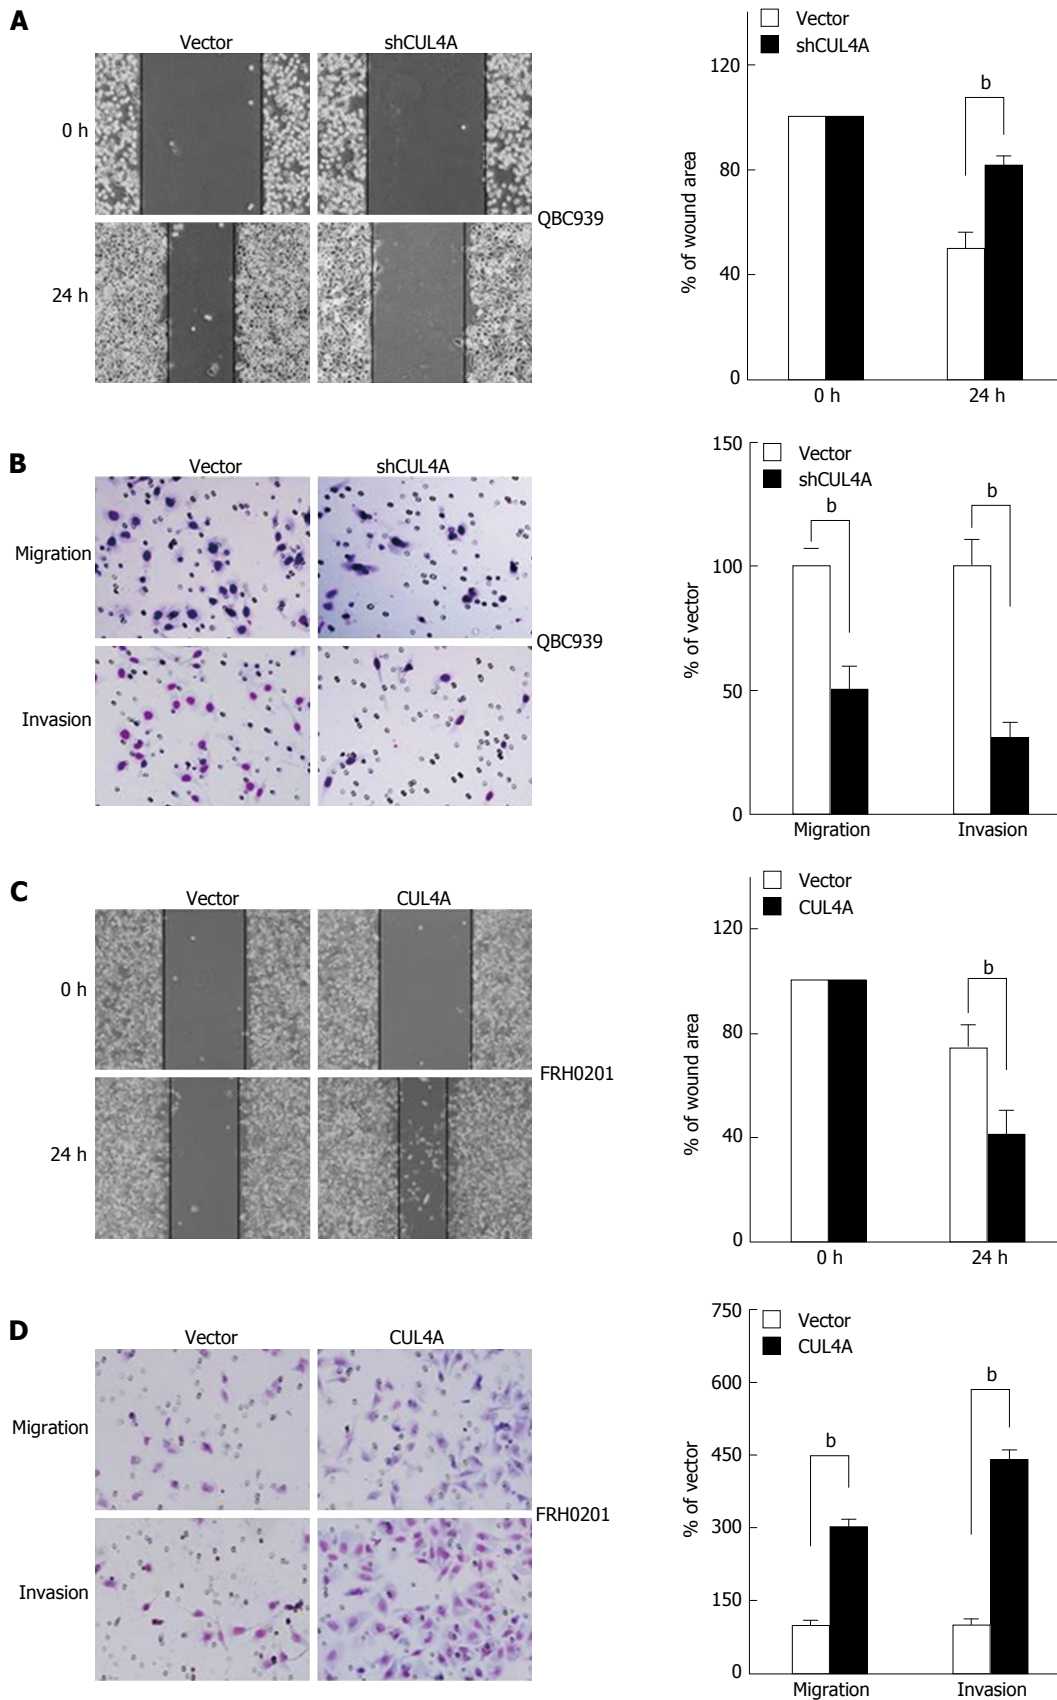 A
Vector
shCUL4A
0 h
24 h
QBC939
Vector
shCUL4A
% of wound area
120
80
40
0
b
0 h
24 h
B
Vector
shCUL4A
Migration
Invasion
QBC939
Vector
shCUL4A
% of vector
150
100
50
0
b
b
Migration
Invasion
C
Vector
CUL4A
0 h
24 h
FRH0201
Vector
CUL4A
% of wound area
120
80
40
0
b
0 h
24 h
D
Vector
CUL4A
Migration
Invasion
FRH0201
Vector
CUL4A
% of vector
750
600
450
300
150
0
b
b
Migration
Invasion